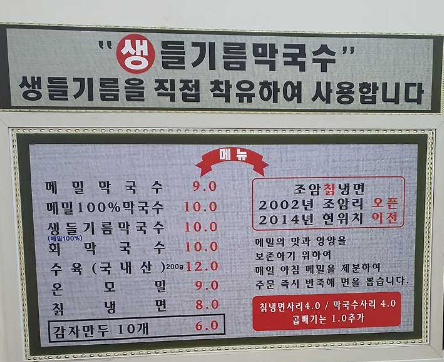 “생들기름막국수”
생들기름을 직접 착유하여 사용합니다
메뉴
메밀막국수 9.0
메밀100%막국수 10.0
생들기름막국수 10.0
(메밀100%)
회막국수 10.0
수육(국내산)200g 12.0
온모밀 9.0
칡냉면 8.0
감자만두 10개 6.0
조암칡냉면
2002년 조암리 오픈
2014년 현위치 이전
메밀의 맛과 영양을
보존하기 위하여
매일 아침 메밀을 제분하여
주문 즉시 반죽해 면을 뽑습니다.
칡냉면사리4.0 / 막국수사리 4.0
곱빼기는 1.0추가